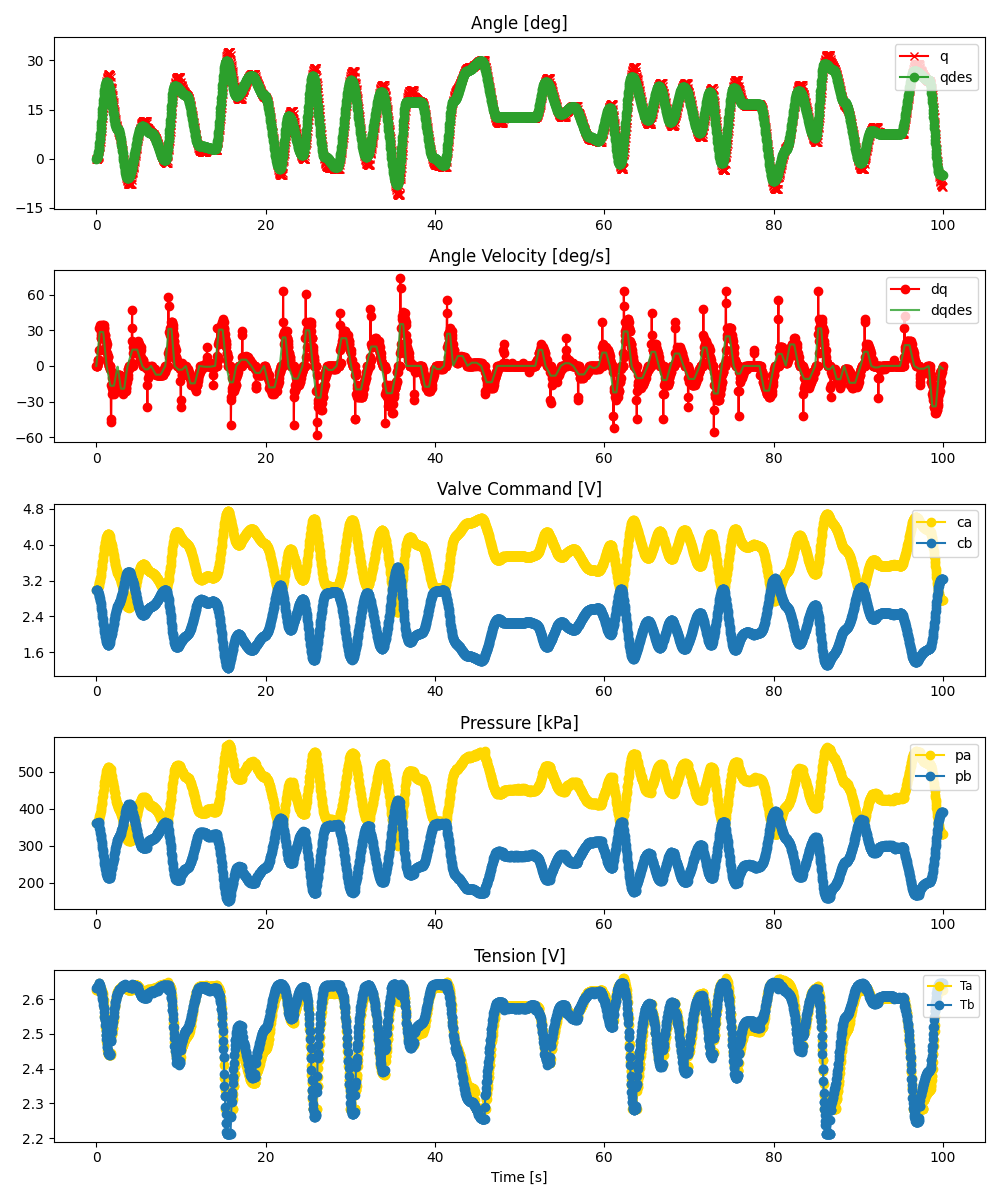 Angle [deg]
30
15
0
−15
q
qdes
0 20 40 60 80 100
Angle Velocity [deg/s]
60
30
0
−30
−60
dq
dqdes
0 20 40 60 80 100
Valve Command [V]
4.8
4.0
3.2
2.4
1.6
ca
cb
0 20 40 60 80 100
Pressure [kPa]
500
400
300
200
pa
pb
0 20 40 60 80 100
Tension [V]
2.6
2.5
2.4
2.3
2.2
Ta
Tb
0 20 40 60 80 100
Time [s]